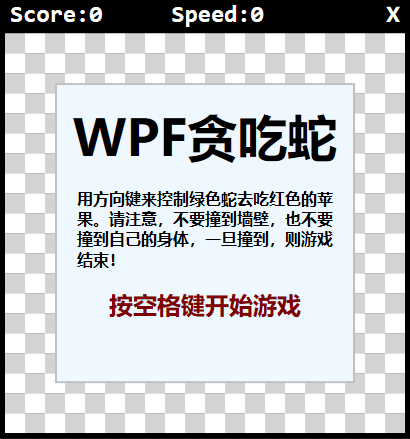 Score:0 Speed:0 X
WPF贪吃蛇
用方向键来控制绿色蛇去吃红色的苹
果。请注意，不要撞到墙壁，也不要
撞到自己的身体，一旦撞到，则游戏
结束！
按空格键开始游戏